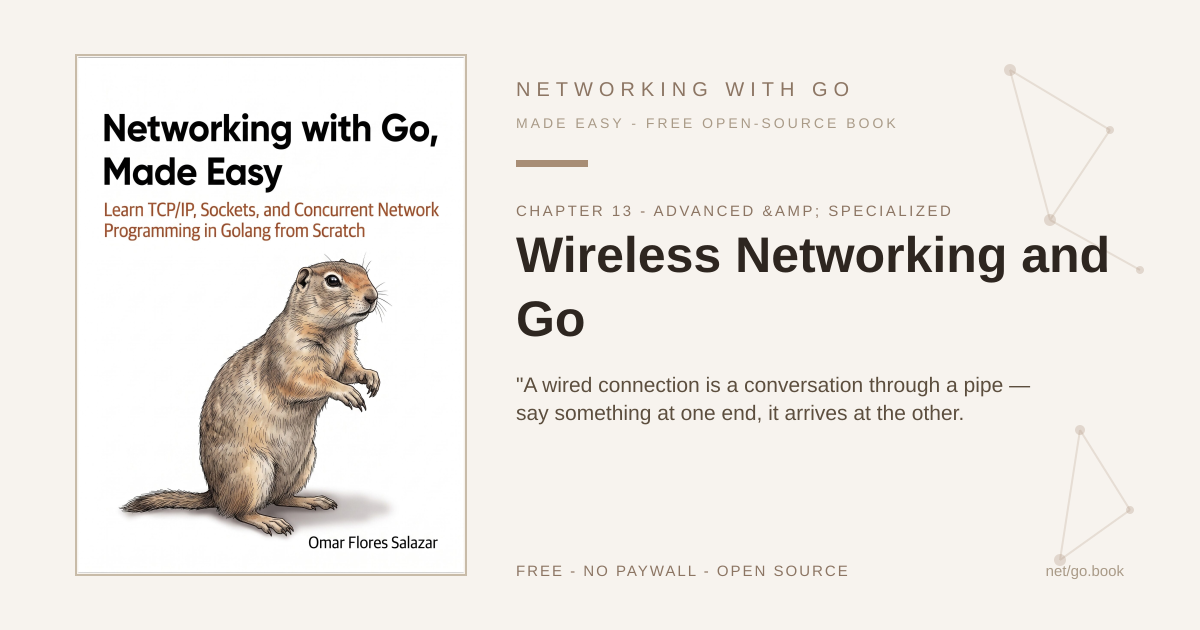 Networking with Go,
Made Easy
Learn TCP/IP, Sockets, and Concurrent Network
Programming in Golang from Scratch
Omar Flores Salazar
NETWORKING WITH GO
MADE EASY - FREE OPEN-SOURCE BOOK
CHAPTER 13 - ADVANCED &AMP; SPECIALIZED
Wireless Networking and
Go
"A wired connection is a conversation through a pipe —
say something at one end, it arrives at the other.
FREE - NO PAYWALL - OPEN SOURCE
net/go.book